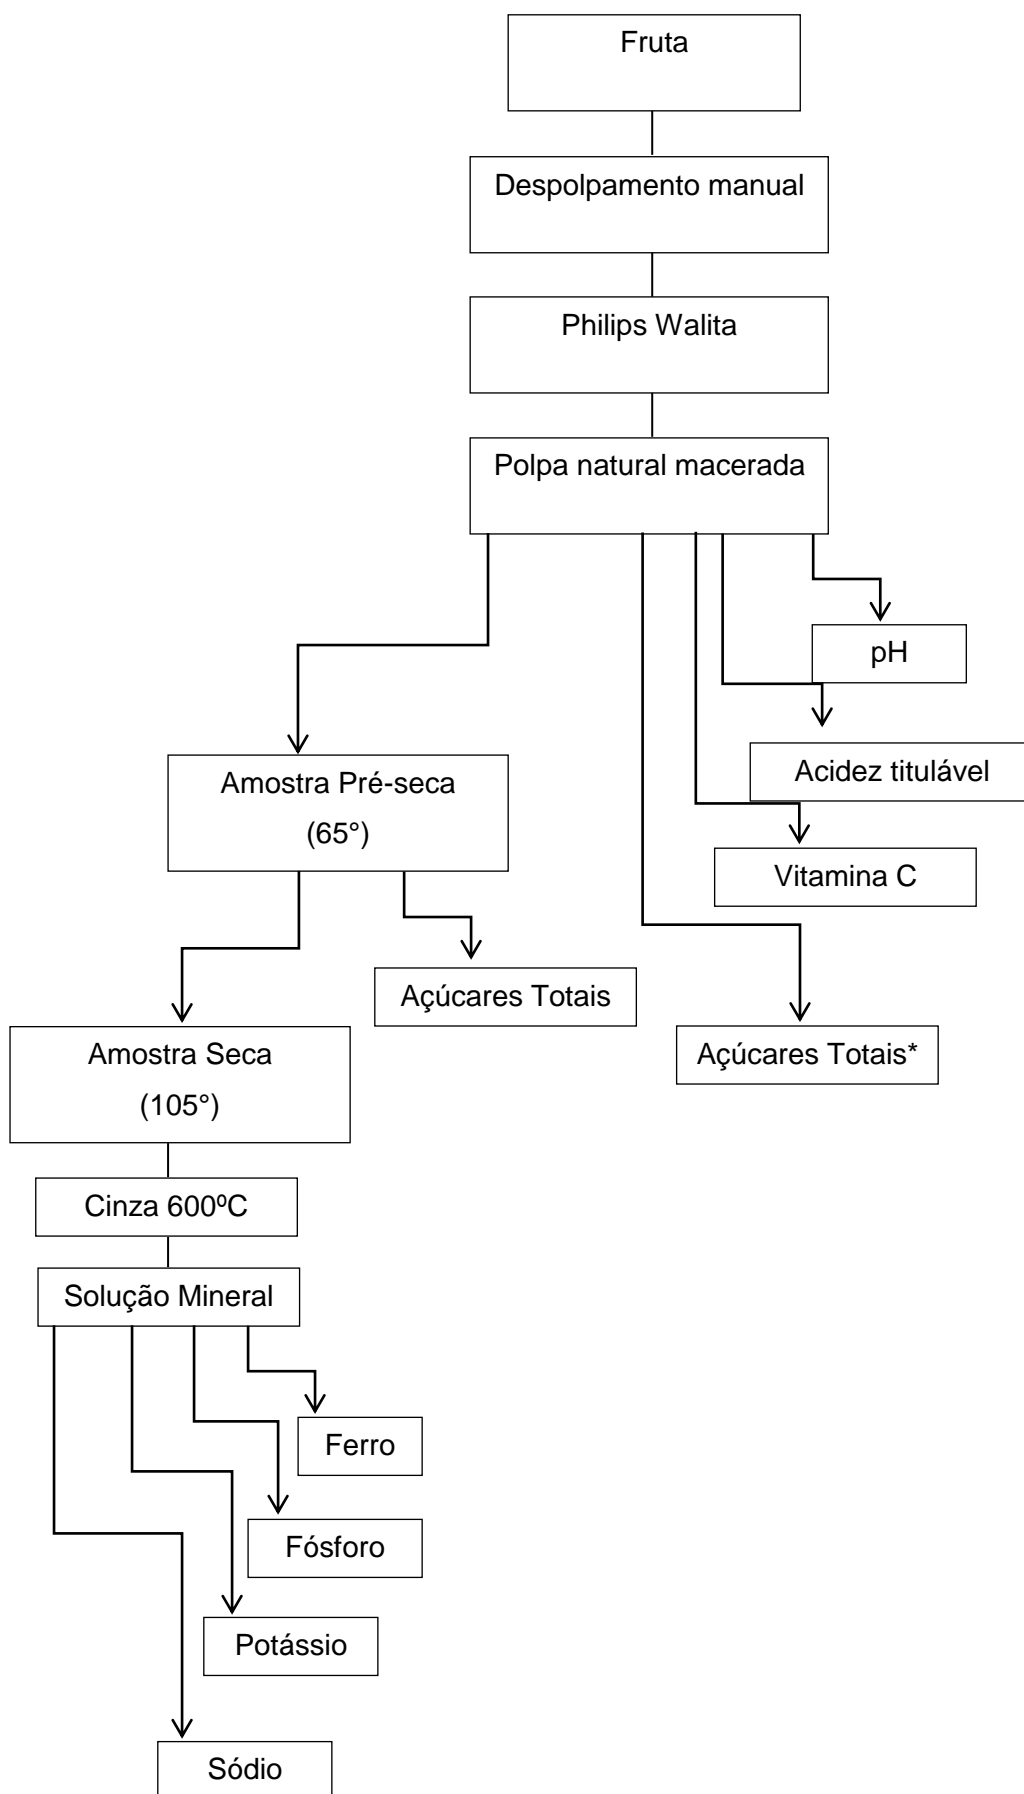 Fruta
Despolpamento manual
Philips Walita
Polpa natural macerada
pH
Amostra Pré-seca
(65°)
Acidez titulável
Vitamina C
Açúcares Totais
Açúcares Totais*
Amostra Seca
(105°)
Cinza 600ºC
Solução Mineral
Ferro
Fósforo
Potássio
Sódio